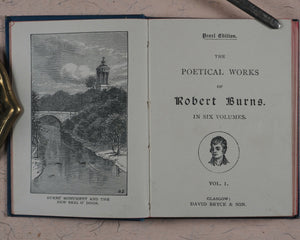 BURNS' MONUMENT AND THE
NEW BRIG O' DOON.
Pearl Edition.
THE
POETICAL WORKS
OF
Robert Burns.
IN SIX VOLUMES.
VOL. I.
GLASGOW:
DAVID BRYCE & SON.